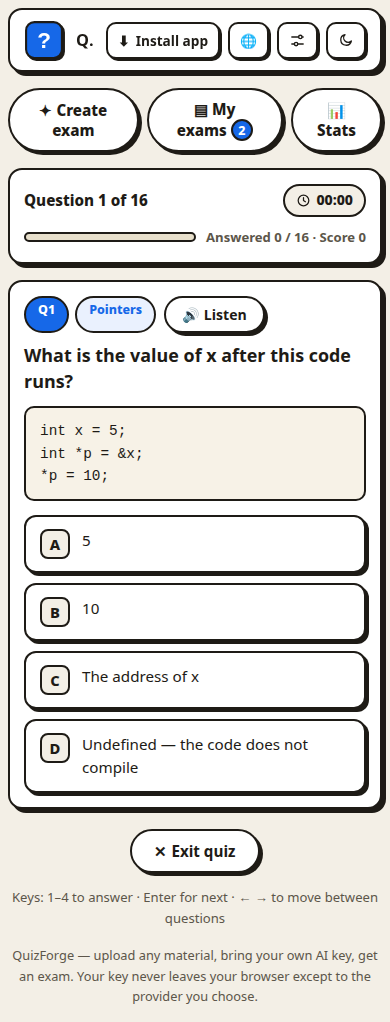 ? Q. ⬇ Install app 🌐
✦ Create
exam
▤ My
exams 2
📊
Stats
Question 1 of 16
00:00
Answered 0 / 16 · Score 0
Q1 Pointers 🔊 Listen
What is the value of x after this code
runs?
int x = 5;
int *p = &x;
*p = 10;
A 5
B 10
C The address of x
D Undefined — the code does not
compile
✕ Exit quiz
Keys: 1–4 to answer · Enter for next · ← → to move between
questions
QuizForge — upload any material, bring your own AI key, get
an exam. Your key never leaves your browser except to the
provider you choose.